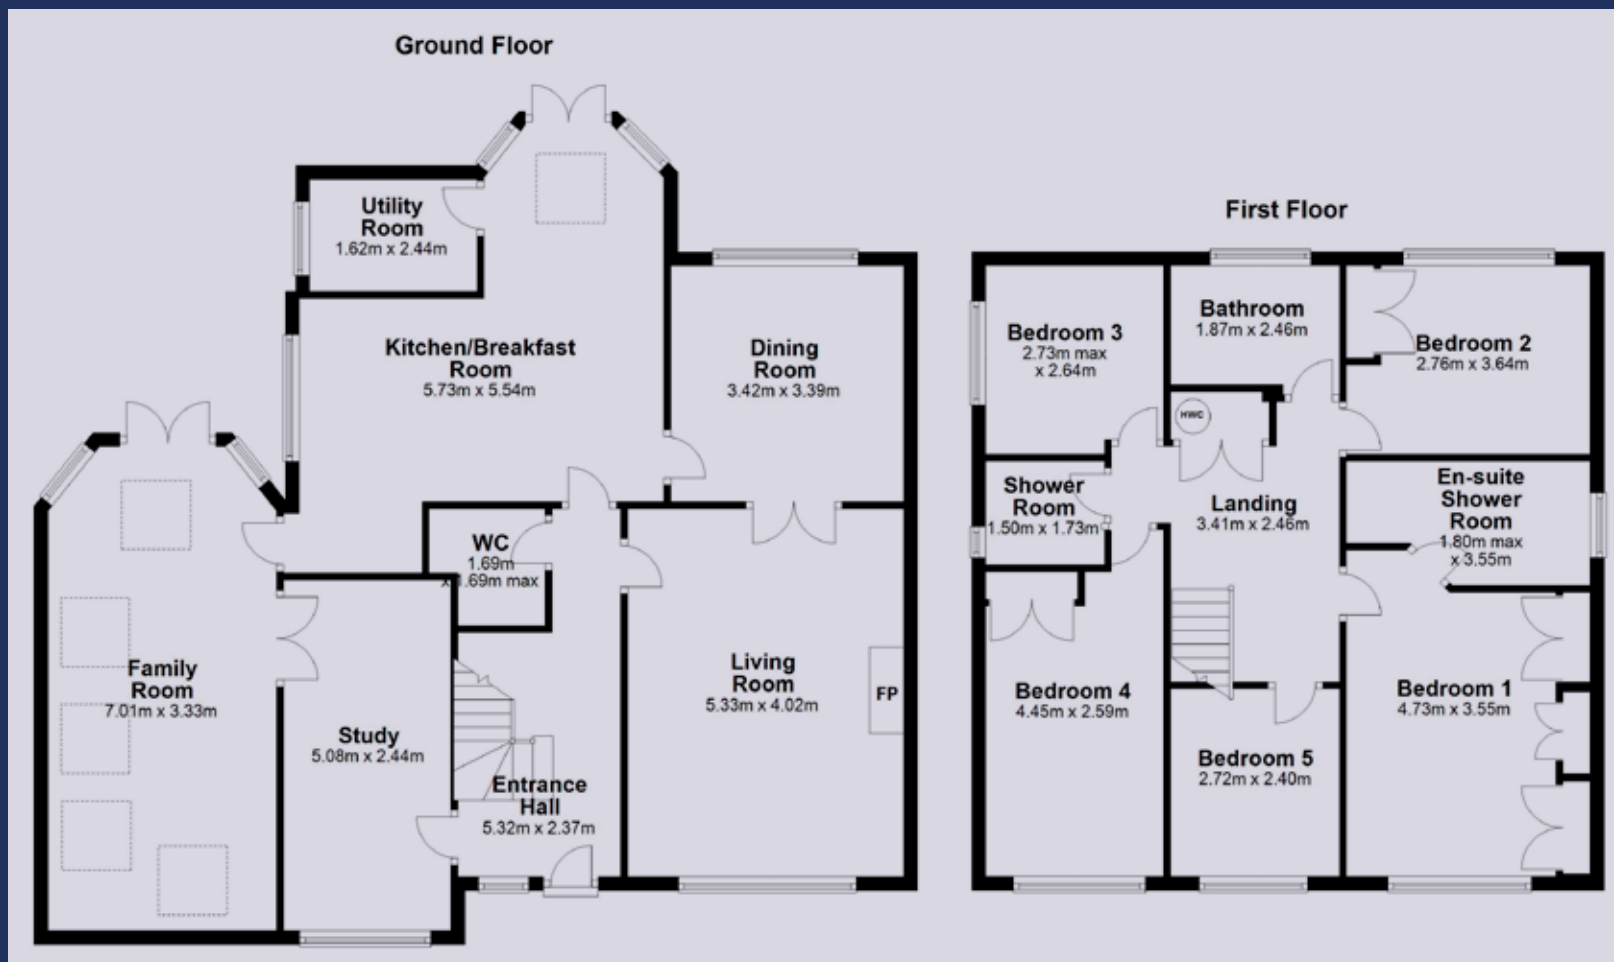 Ground Floor
Utility
Room
1.62m x 2.44m
Kitchen/Breakfast
Room
5.73m x 5.54m
Dining
Room
3.42m x 3.39m
WC
1.69m
x 1.69m max
Family
Room
7.01m x 3.33m
Study
5.08m x 2.44m
Entrance
Hall
5.32m x 2.37m
Living
Room
5.33m x 4.02m
FP
First Floor
Bedroom 3
2.73m max
x 2.64m
Bathroom
1.87m x 2.46m
Bedroom 2
2.76m x 3.64m
HWC
Shower
Room
1.50m x 1.73m
Landing
3.41m x 2.46m
En-suite
Shower
Room
1.80m max
x 3.55m
Bedroom 4
4.45m x 2.59m
Bedroom 5
2.72m x 2.40m
Bedroom 1
4.73m x 3.55m